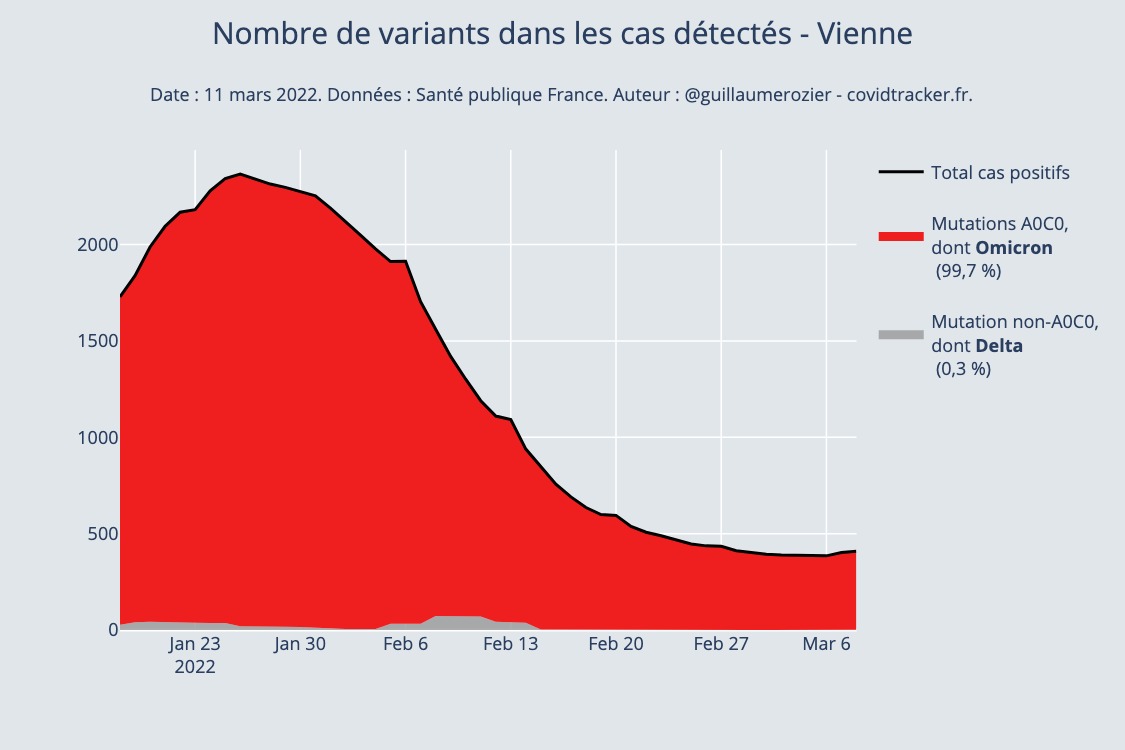 Nombre de variants dans les cas détectés - Vienne
Date : 11 mars 2022. Données : Santé publique France. Auteur : @guillaumerozier - covidtracker.fr.
Total cas positifs
Mutations A0C0,
dont Omicron
(99,7 %)
Mutation non-A0C0,
dont Delta
(0,3 %)
2000
1500
1000
500
0
Jan 23
2022
Jan 30
Feb 6
Feb 13
Feb 20
Feb 27
Mar 6